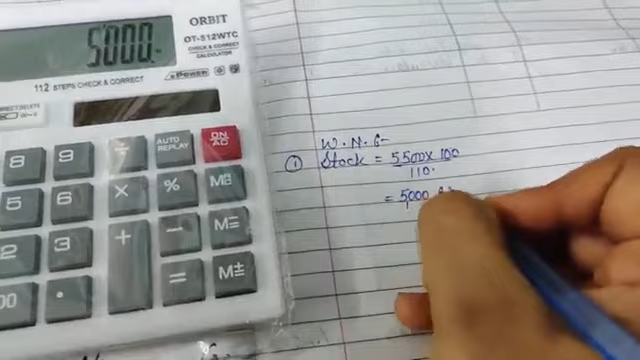 ORBIT
OT-512WTC
CHECK & CORRECT
CALCULATOR
5000.
112 STEPS CHECK & CORRECT
ON
AC
AUTO
REPLAY
÷
9
8
× % 
6
5
+ −
3
2
=
00 .
W.N.6-
① Stock = 5500 x 100
110.
= 5000